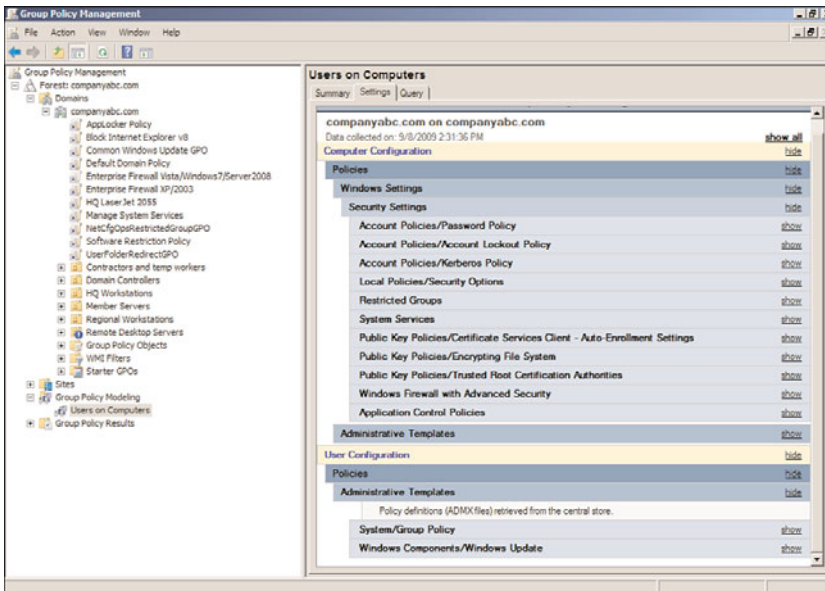 Group Policy Management
File Action View Window Help
Group Policy Management
Forest: companyabc.com
Domains
companyabc.com
AppLocker Policy
Block Internet Explorer v8
Common Windows Update GPO
Default Domain Policy
Enterprise Firewall Vista/Windows7/Server2008
Enterprise Firewall XP/2003
HQ LaserJet 2055
Manage System Services
NetCfgOpsRestrictedGroupGPO
Software Restriction Policy
UserFolderRedirectGPO
Contractors and temp workers
Domain Controllers
HQ Workstations
Member Servers
Regional Workstations
Remote Desktop Servers
Group Policy Objects
WMI Filters
Starter GPOs
Sites
Group Policy Modeling
Users on Computers
Group Policy Results
Users on Computers
Summary Settings Query
companyabc.com on companyabc.com
Data collected on: 9/8/2009 2:31:36 PM show all
Computer Configuration hide
Policies hide
Windows Settings hide
Security Settings hide
Account Policies/Password Policy show
Account Policies/Account Lockout Policy show
Account Policies/Kerberos Policy show
Local Policies/Security Options show
Restricted Groups show
System Services show
Public Key Policies/Certificate Services Client - Auto-Enrollment Settings show
Public Key Policies/Encrypting File System show
Public Key Policies/Trusted Root Certification Authorities show
Windows Firewall with Advanced Security show
Application Control Policies show
Administrative Templates show
User Configuration hide
Policies hide
Administrative Templates hide
Policy definitions (ADMX files) retrieved from the central store.
System/Group Policy show
Windows Components/Windows Update show